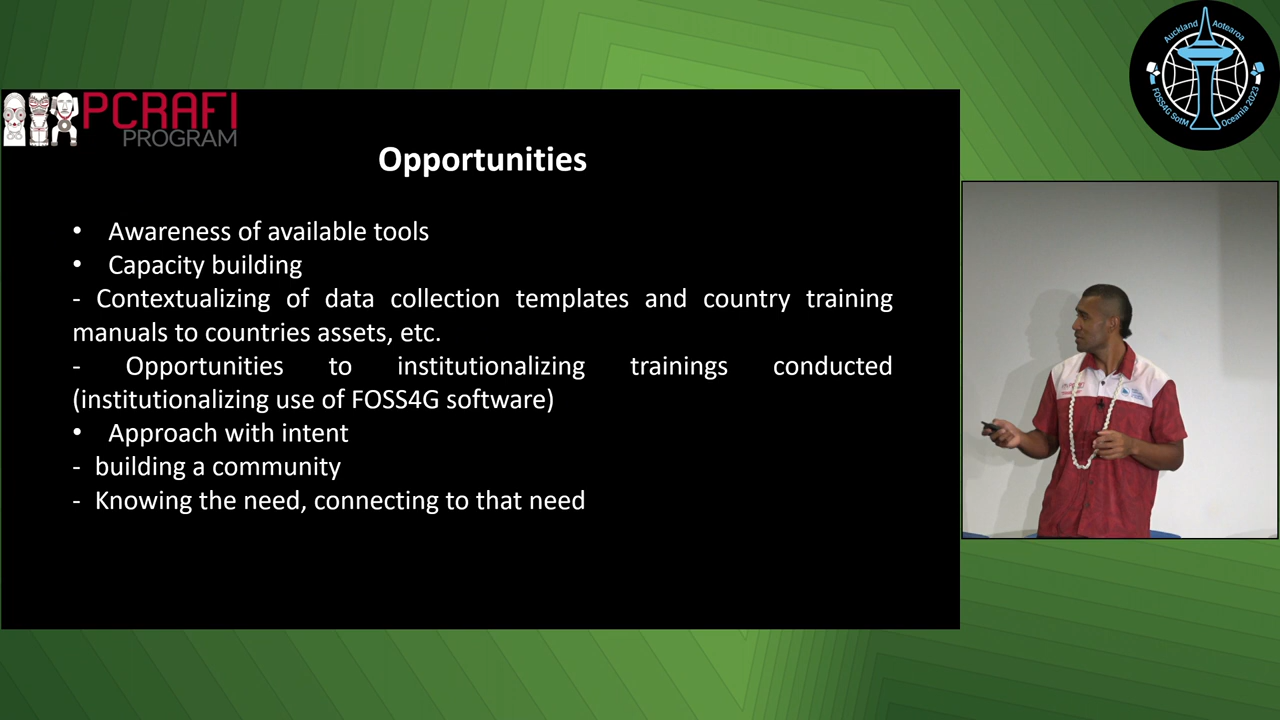 PCRAFI
PROGRAM
Opportunities
• Awareness of available tools
• Capacity building
- Contextualizing of data collection templates and country training
manuals to countries assets, etc.
- Opportunities to institutionalizing trainings conducted
(institutionalizing use of FOSS4G software)
• Approach with intent
- building a community
- Knowing the need, connecting to that need
Auckland Aotearoa
FOSS4G SotM Oceania 2023